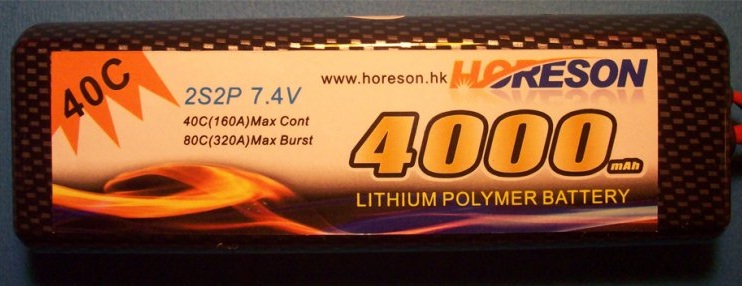 40C
www.horeson.hk HORESON
2S2P 7.4V
40C(160A)Max Cont
80C(320A)Max Burst
4000mAh
LITHIUM POLYMER BATTERY